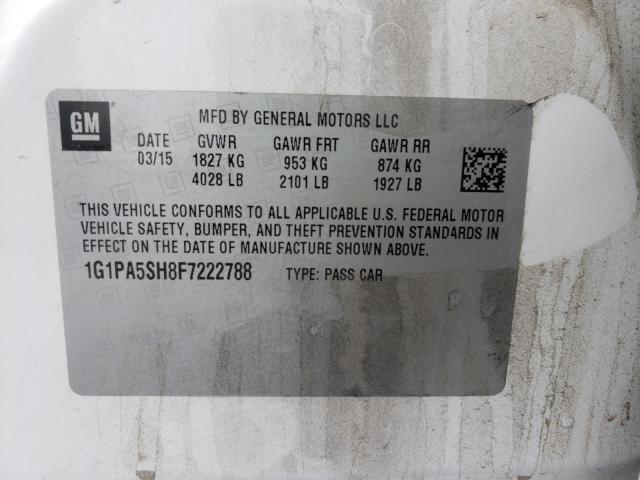 GM
MFD BY GENERAL MOTORS LLC
DATE GVWR GAWR FRT GAWR RR
03/15 1827 KG 953 KG 874 KG
4028 LB 2101 LB 1927 LB
THIS VEHICLE CONFORMS TO ALL APPLICABLE U.S. FEDERAL MOTOR
VEHICLE SAFETY, BUMPER, AND THEFT PREVENTION STANDARDS IN
EFFECT ON THE DATE OF MANUFACTURE SHOWN ABOVE.
1G1PA5SH8F7222788 TYPE: PASS CAR